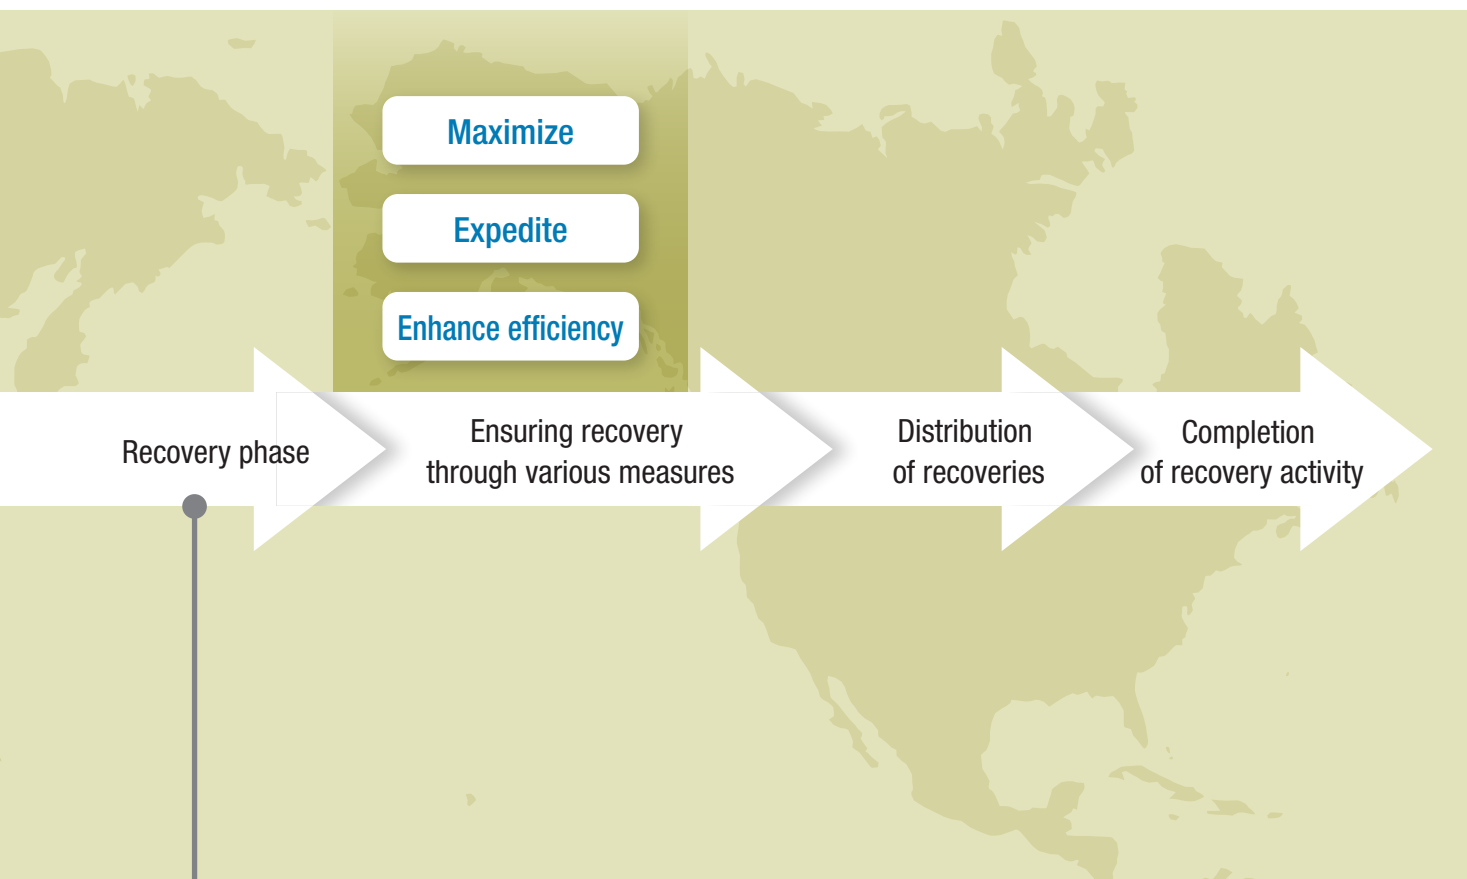 Maximize
Expedite
Enhance efficiency
Recovery phase
Ensuring recovery
through various measures
Distribution
of recoveries
Completion
of recovery activity